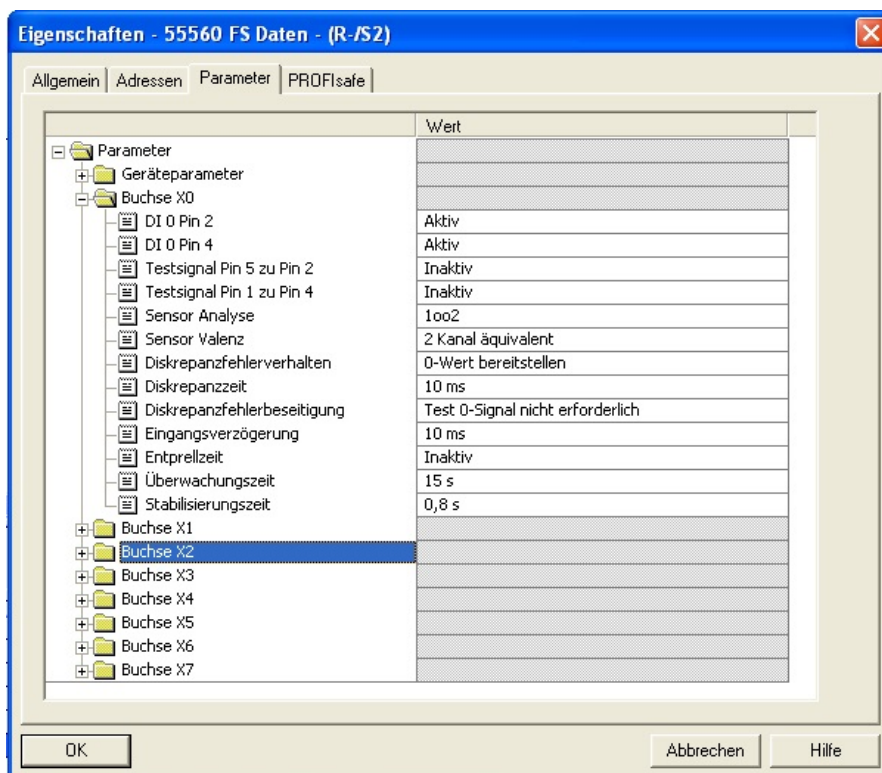 Eigenschaften - 55560 FS Daten - (R-/S2)
Allgemein Adressen Parameter PROFIsafe
Wert
Parameter
Geräteparameter
Buchse X0
DI 0 Pin 2 Aktiv
DI 0 Pin 4 Aktiv
Testsignal Pin 5 zu Pin 2 Inaktiv
Testsignal Pin 1 zu Pin 4 Inaktiv
Sensor Analyse 1oo2
Sensor Valenz 2 Kanal äquivalent
Diskrepanzfehlerverhalten 0-Wert bereitstellen
Diskrepanzzeit 10 ms
Diskrepanzfehlerbeseitigung Test 0-Signal nicht erforderlich
Eingangsverzögerung 10 ms
Entprellzeit Inaktiv
Überwachungszeit 15 s
Stabilisierungszeit 0,8 s
Buchse X1
Buchse X2
Buchse X3
Buchse X4
Buchse X5
Buchse X6
Buchse X7
OK Abbrechen Hilfe